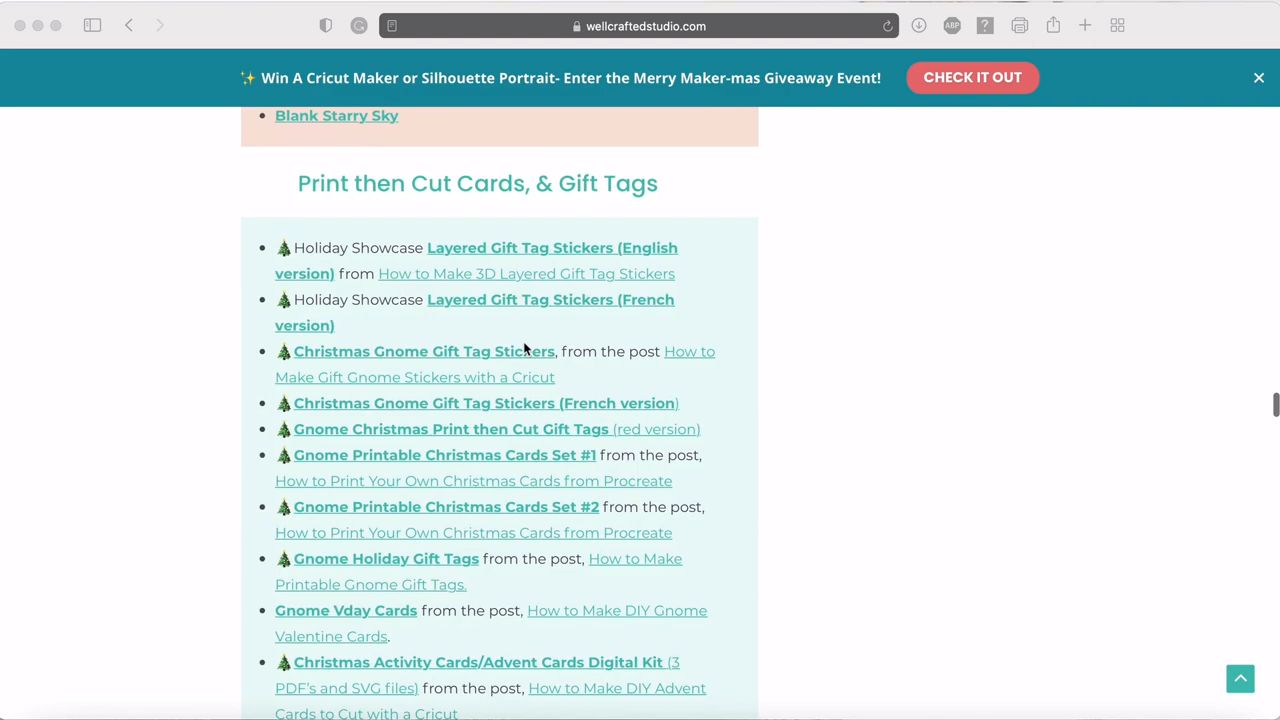 wellcraftedstudio.com
ABP
?
✨ Win A Cricut Maker or Silhouette Portrait- Enter the Merry Maker-mas Giveaway Event!
CHECK IT OUT
Blank Starry Sky
Print then Cut Cards, & Gift Tags
🎄Holiday Showcase Layered Gift Tag Stickers (English
version) from How to Make 3D Layered Gift Tag Stickers
🎄Holiday Showcase Layered Gift Tag Stickers (French
version)
🎄Christmas Gnome Gift Tag Stickers, from the post How to
Make Gift Gnome Stickers with a Cricut
🎄Christmas Gnome Gift Tag Stickers (French version)
🎄Gnome Christmas Print then Cut Gift Tags (red version)
🎄Gnome Printable Christmas Cards Set #1 from the post,
How to Print Your Own Christmas Cards from Procreate
🎄Gnome Printable Christmas Cards Set #2 from the post,
How to Print Your Own Christmas Cards from Procreate
🎄Gnome Holiday Gift Tags from the post, How to Make
Printable Gnome Gift Tags.
Gnome Vday Cards from the post, How to Make DIY Gnome
Valentine Cards.
🎄Christmas Activity Cards/Advent Cards Digital Kit (3
PDF's and SVG files) from the post, How to Make DIY Advent
Cards to Cut with a Cricut